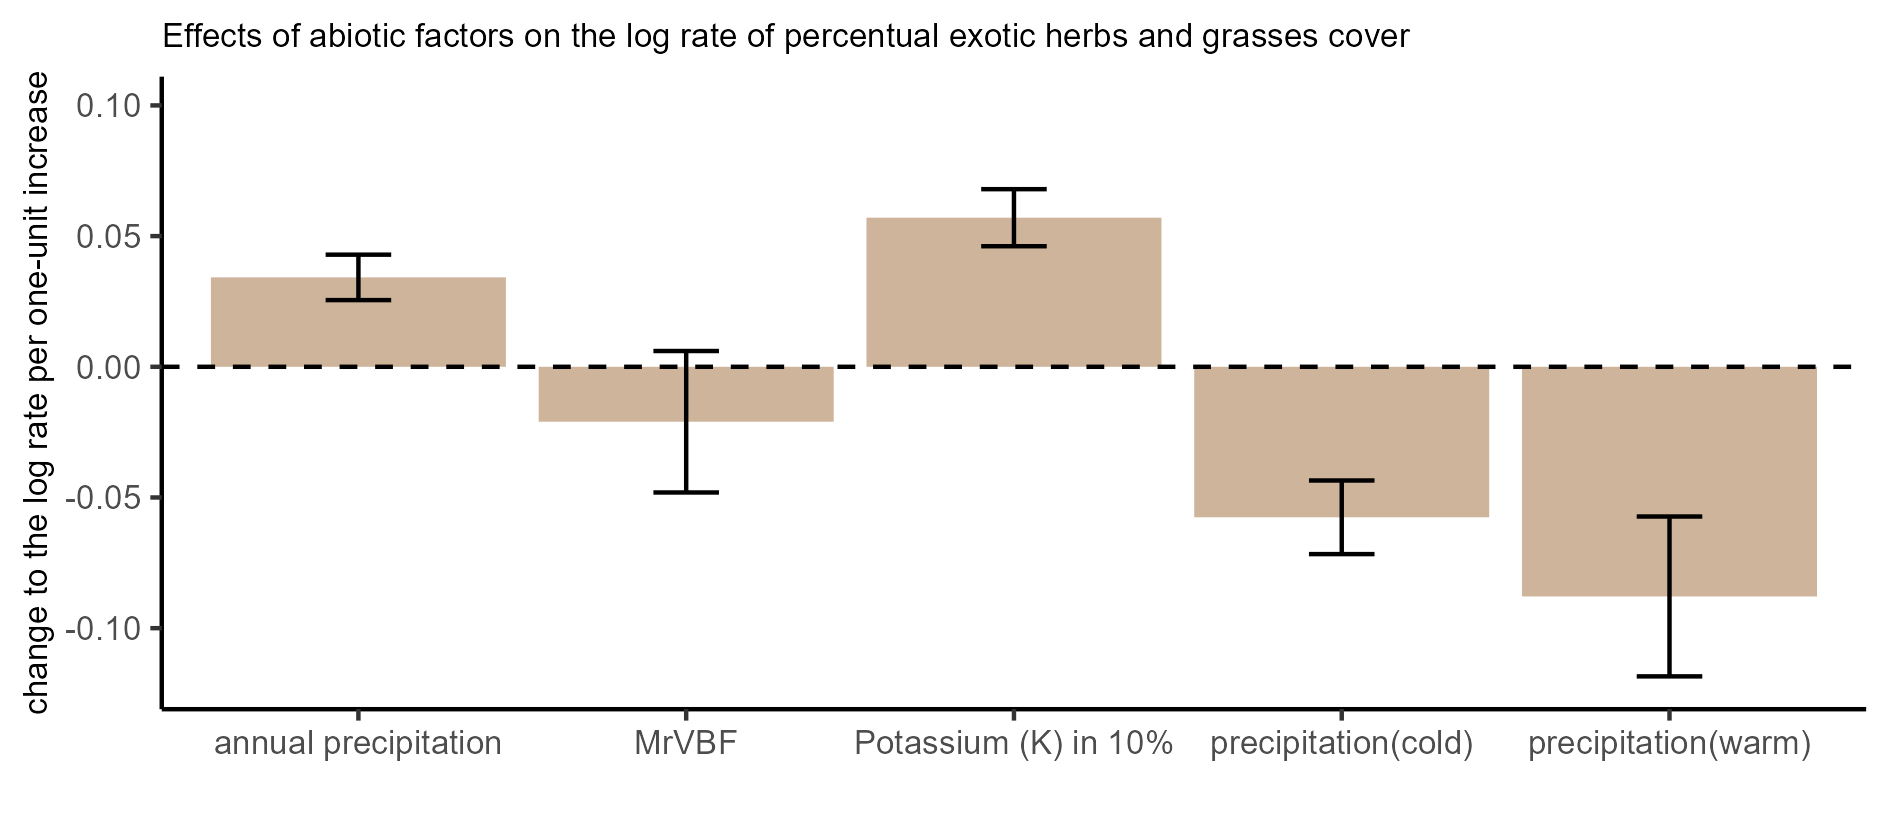 Effects of abiotic factors on the log rate of percentual exotic herbs and grasses cover
change to the log rate per one-unit increase
0.10
0.05
0.00
-0.05
-0.10
annual precipitation
MrVBF
Potassium (K) in 10%
precipitation(cold)
precipitation(warm)